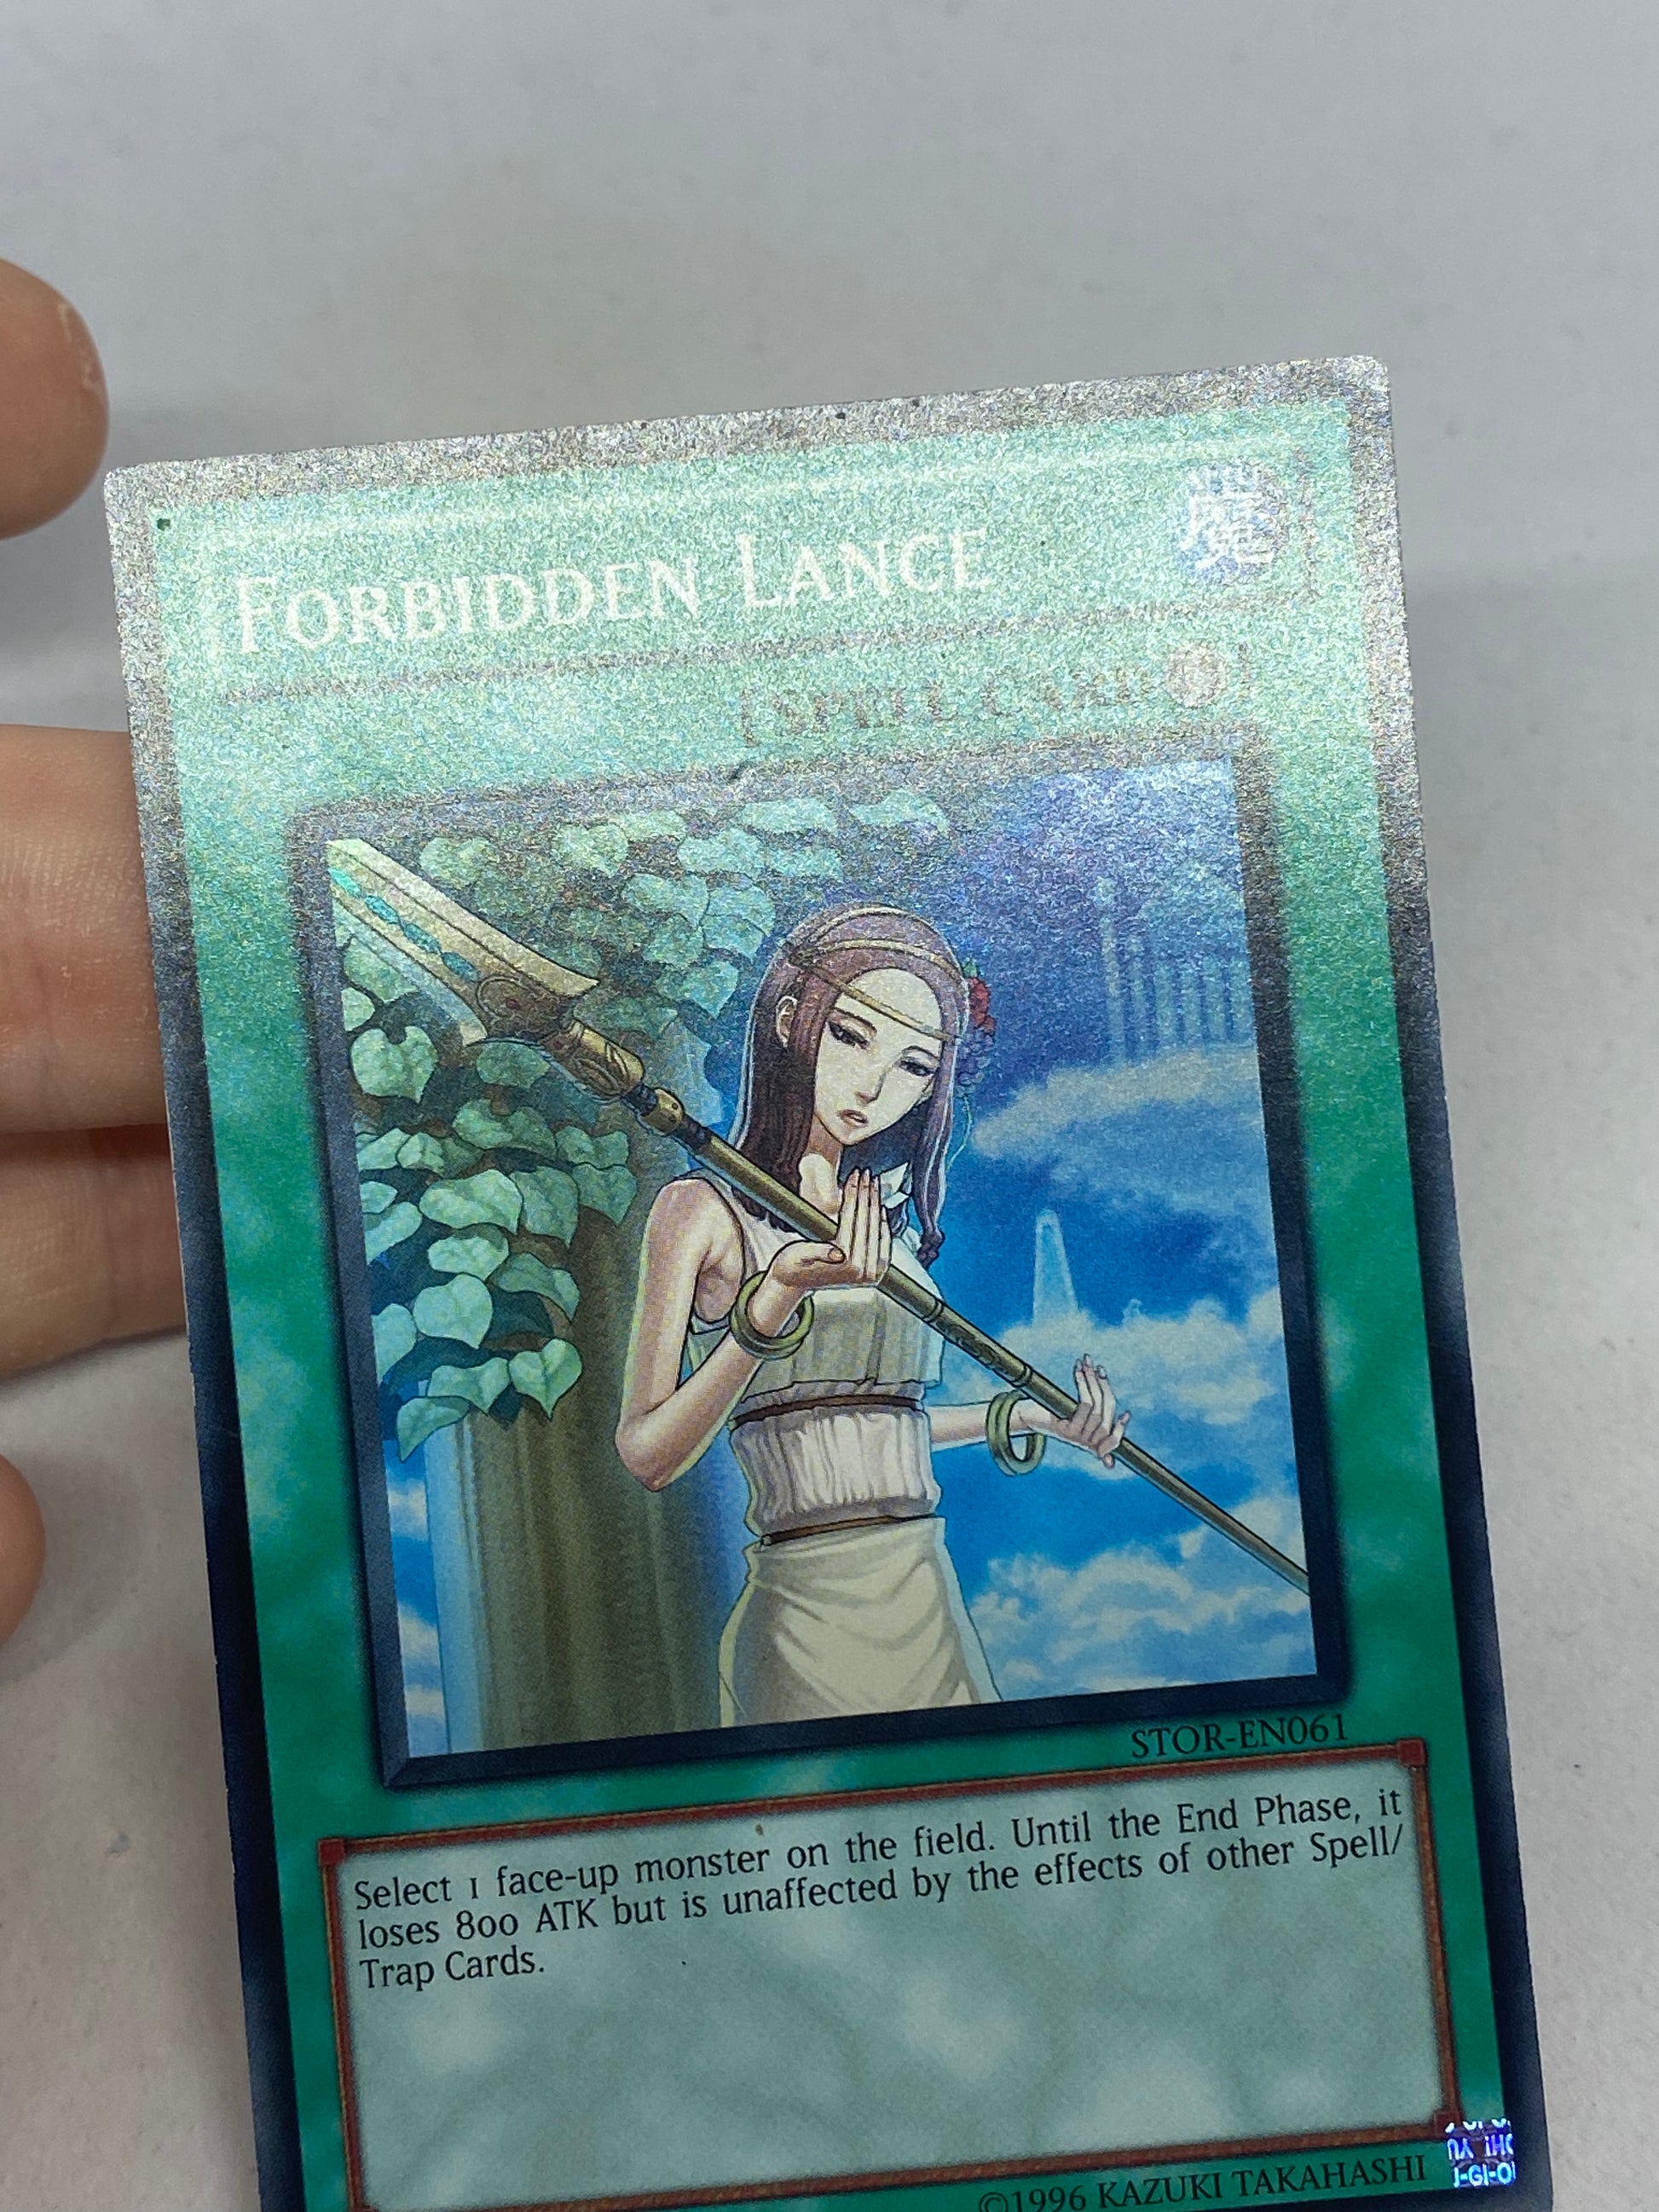 FORBIDDEN LANCE
魔
[SPELL CARD]
STOR-EN061
Select 1 face-up monster on the field. Until the End Phase, it
loses 800 ATK but is unaffected by the effects of other Spell/
Trap Cards.
©1996 KAZUKI TAKAHASHI